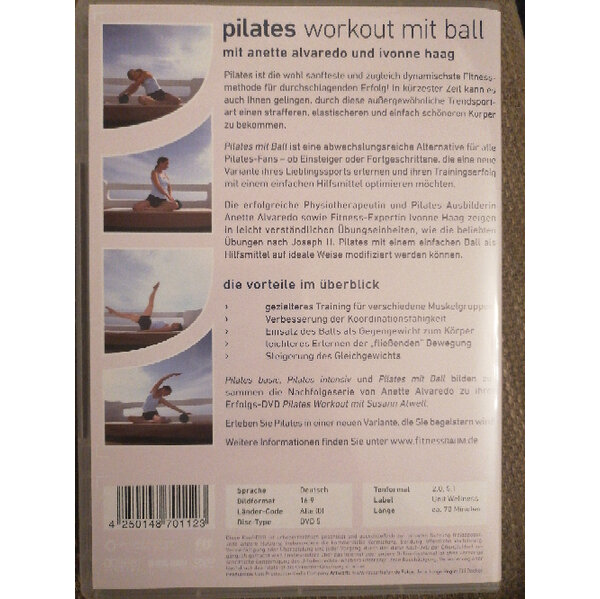 pilates workout mit ball
mit anette alvaredo und ivonne haag
Pilates ist die wohl sanfteste und zugleich dynamischste Fitness-
methode für durchschlagenden Erfolg! In kürzester Zeit kann es
auch Ihnen gelingen, durch diese außergewöhnliche Trendsport-
art einen strafferen, elastischeren und einfach schöneren Körper
zu bekommen.
Pilates mit Ball ist eine abwechslungsreiche Alternative für alle
Pilates-Fans – ob Einsteiger oder Fortgeschrittene, die eine neue
Variante ihres Lieblingssports erlernen und ihren Trainingserfolg
mit einem einfachen Hilfsmittel optimieren möchten.
Die erfolgreiche Physiotherapeutin und Pilates-Ausbilderin
Anette Alvaredo sowie Fitness-Expertin Ivonne Haag zeigen
in leicht verständlichen Übungseinheiten, wie die beliebten
Übungen nach Joseph H. Pilates mit einem einfachen Ball als
Hilfsmittel auf ideale Weise modifiziert werden können.
die vorteile im überblick
› gezielteres Training für verschiedene Muskelgruppen
› Verbesserung der Koordinationsfähigkeit
› Einsatz des Balls als Gegengewicht zum Körper
› leichteres Erlernen der „fließenden" Bewegung
› Steigerung des Gleichgewichts
Pilates basic, Pilates intensiv und Pilates mit Ball bilden zu-
sammen die Nachfolgeserie von Anette Alvaredo zu ihrer
Erfolgs-DVD Pilates Workout mit Susann Atwell.
Erleben Sie Pilates in einer neuen Variante, die Sie begeistern wird!
Weitere Informationen finden Sie unter www.fitnessRAUM.de
Sprache Deutsch Tonformat 2.0, 5.1
Bildformat 16:9 Label Unit Wellness
Länder-Code Alle (0) Länge ca. 70 Minuten
Disc-Type DVD 5
4 250148 701123